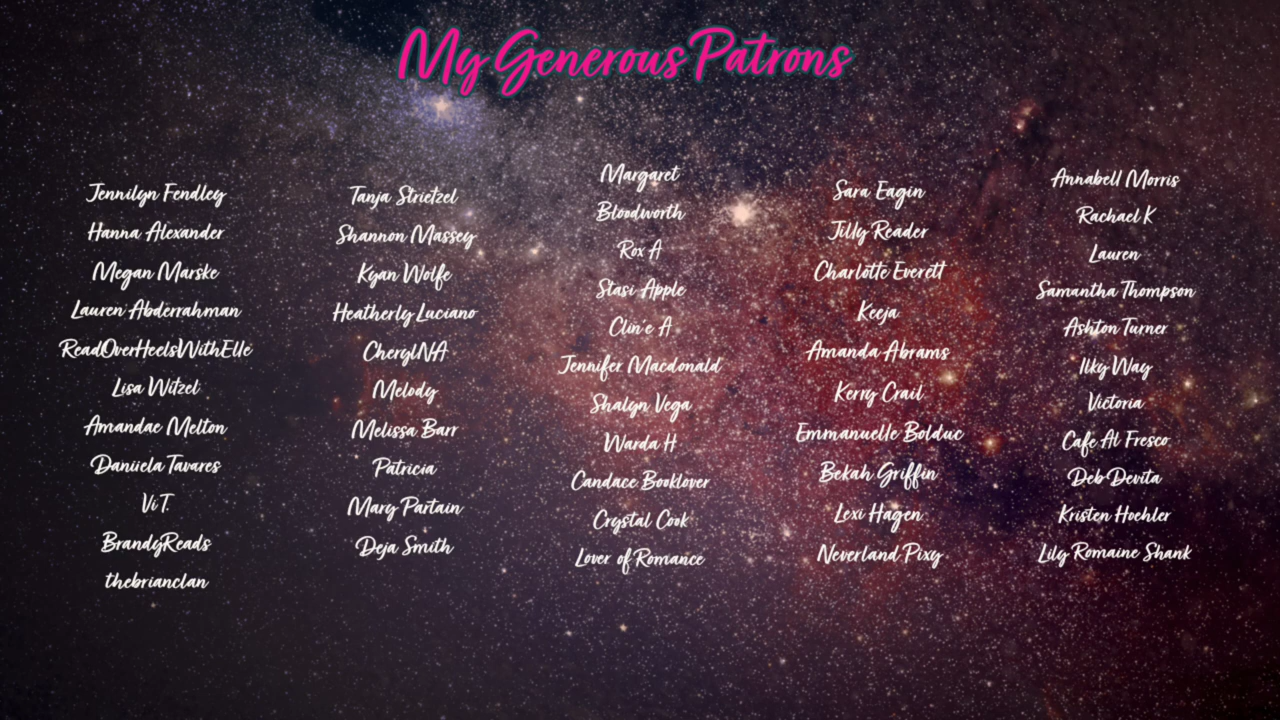 My Generous Patrons
Jennilyn Fendley
Hanna Alexander
Megan Marske
Lauren Abderrahman
ReadOverHeelsWithElle
Lisa Witzel
Amandae Melton
Daniiela Tavares
Vi T.
BrandyReads
thebrianclan
Tanja Strietzel
Shannon Massey
Kyan Wolfe
Heatherly Luciano
CherylNA
Melody
Melissa Barr
Patricia
Mary Partain
Deja Smith
Margaret
Bloodworth
Rox A
Stasi Apple
Clin'e A
Jennifer Macdonald
Shalyn Vega
Warda H
Candace Booklover
Crystal Cook
Lover of Romance
Sara Eagin
Jilly Reader
Charlotte Everett
Keeja
Amanda Abrams
Kerry Crail
Emmanuelle Bolduc
Bekah Griffin
Lexi Hagen
Neverland Pixy
Annabell Morris
Rachael K
Lauren
Samantha Thompson
Ashton Turner
Ilky Way
Victoria
Cafe Al Fresco
Deb Devita
Kristen Hoehler
Lily Romaine Shank